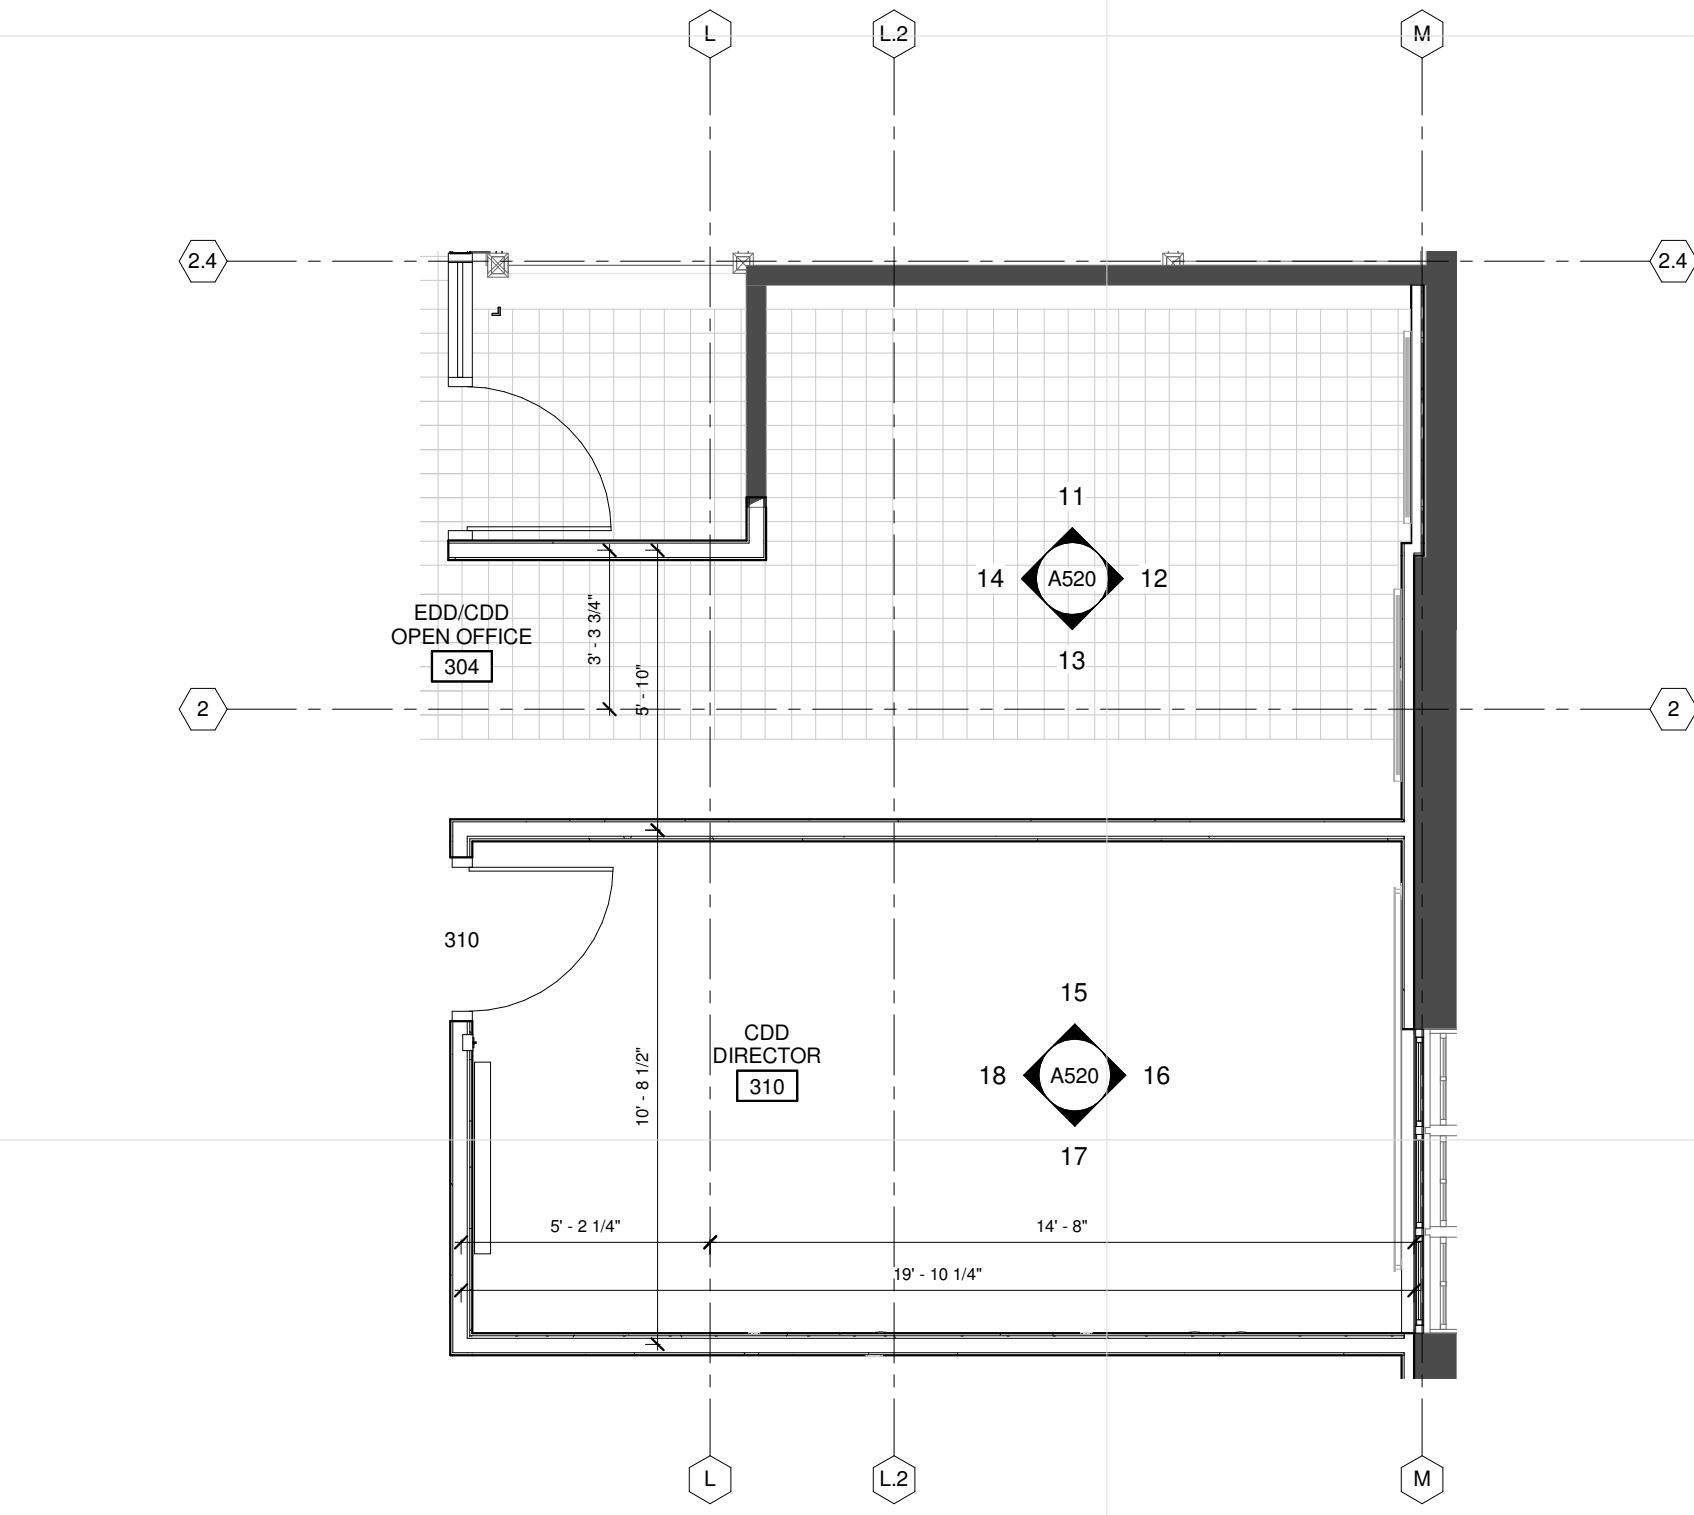 L
L.2
M
2.4
2.4
11
14
A520
12
13
3' - 3 3/4"
5' - 10"
EDD/CDD
OPEN OFFICE
304
2
2
310
15
CDD
DIRECTOR
310
18
A520
16
17
10' - 8 1/2"
5' - 2 1/4"
14' - 8"
19' - 10 1/4"
L
L.2
M